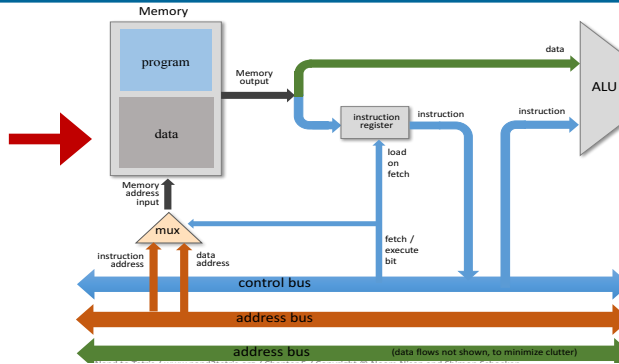 Memory
program
data
Memory
output
data
ALU
instruction
register
instruction
instruction
load
on
fetch
Memory
address
input
mux
instruction
address
data
address
fetch /
execute
bit
control bus
address bus
address bus
(data flows not shown, to minimize clutter)